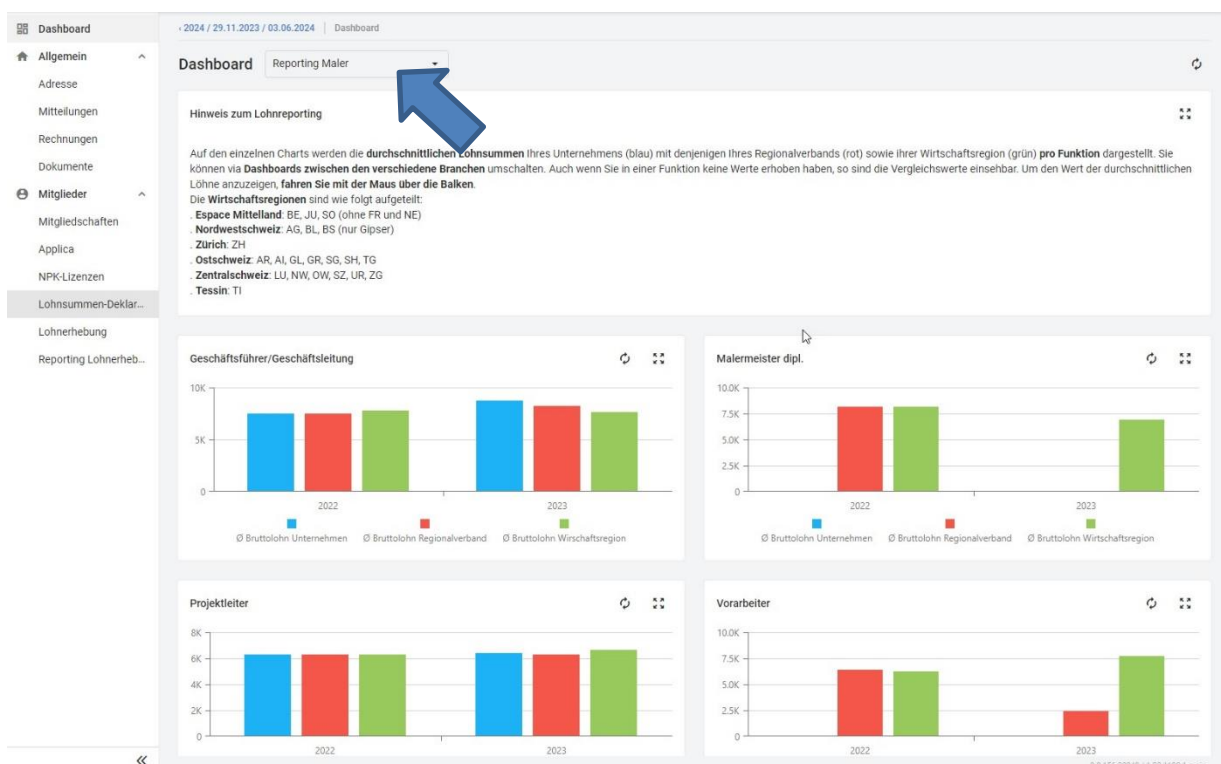 Dashboard
Allgemein
Adresse
Mitteilungen
Rechnungen
Dokumente
Mitglieder
Mitgliedschaften
Applica
NPK-Lizenzen
Lohnsummen-Deklar...
Lohnerhebung
Reporting Lohnerheb...
‹ 2024 / 29.11.2023 / 03.06.2024 | Dashboard
Dashboard Reporting Maler
Hinweis zum Lohnreporting
Auf den einzelnen Charts werden die durchschnittlichen Lohnsummen Ihres Unternehmens (blau) mit denjenigen Ihres Regionalverbands (rot) sowie ihrer Wirtschaftsregion (grün) pro Funktion dargestellt. Sie
können via Dashboards zwischen den verschiedene Branchen umschalten. Auch wenn Sie in einer Funktion keine Werte erhoben haben, so sind die Vergleichswerte einsehbar. Um den Wert der durchschnittlichen
Löhne anzuzeigen, fahren Sie mit der Maus über die Balken.
Die Wirtschaftsregionen sind wie folgt aufgeteilt:
. Espace Mittelland: BE, JU, SO (ohne FR und NE)
. Nordwestschweiz: AG, BL, BS (nur Gipser)
. Zürich: ZH
. Ostschweiz: AR, AI, GL, GR, SG, SH, TG
. Zentralschweiz: LU, NW, OW, SZ, UR, ZG
. Tessin: TI
Geschäftsführer/Geschäftsleitung
10K
5K
0
2022 2023
Ø Bruttolohn Unternehmen Ø Bruttolohn Regionalverband Ø Bruttolohn Wirschaftsregion
Malermeister dipl.
10.0K
7.5K
5.0K
2.5K
0
2022 2023
Ø Bruttolohn Unternehmen Ø Bruttolohn Regionalverband Ø Bruttolohn Wirtschaftsregion
Projektleiter
8K
6K
4K
2K
0
2022 2023
Vorarbeiter
10.0K
7.5K
5.0K
2.5K
0
2022 2023